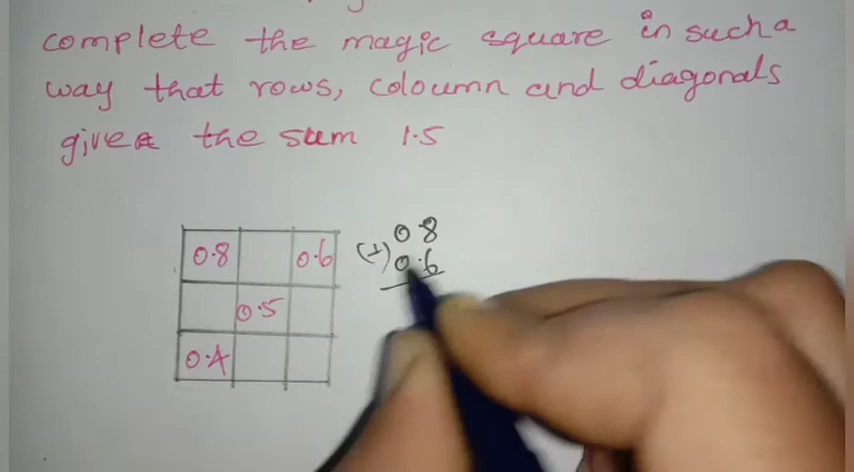 complete the magic square in such a
way that rows, coloumn and diagonals
give the sum 1.5
0.8 0.6
0.5
0.4
0.8
(+) 0.6